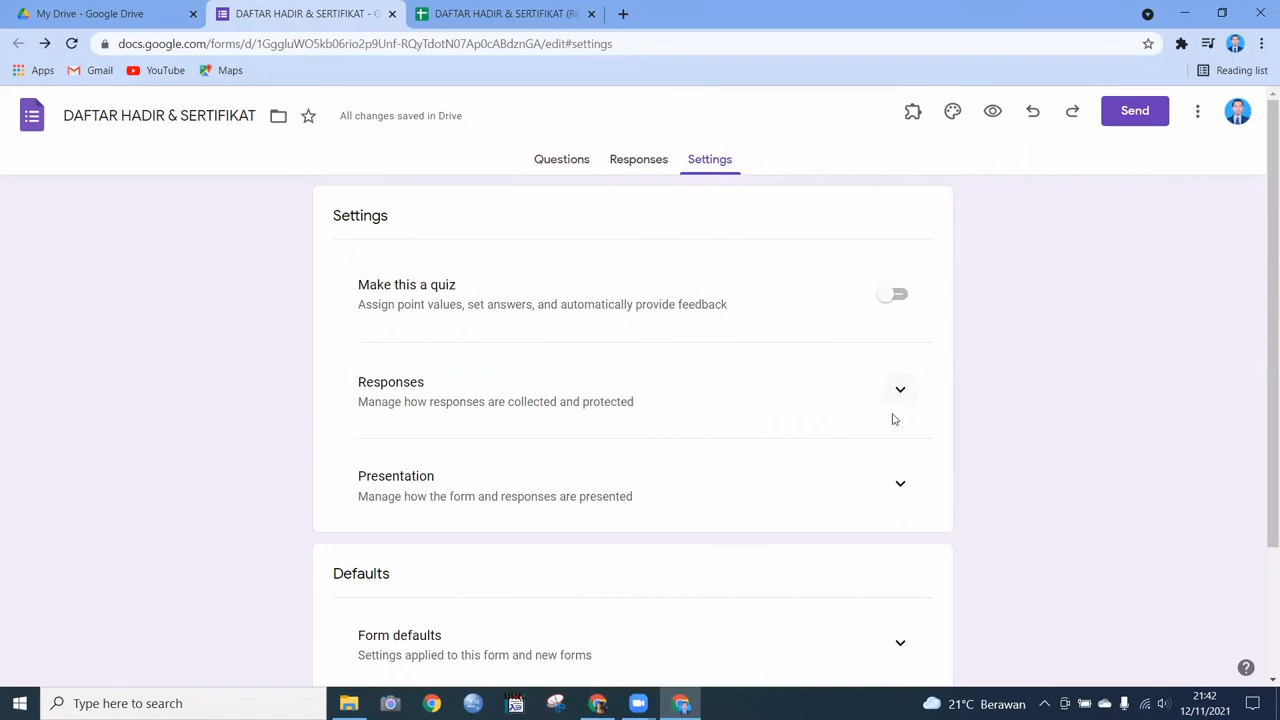 My Drive - Google Drive
DAFTAR HADIR & SERTIFIKAT - G
DAFTAR HADIR & SERTIFIKAT (Re
docs.google.com/forms/d/1GggluWO5kb06rio2p9Unf-RQyTdotN07Ap0cABdznGA/edit#settings
Apps
Gmail
YouTube
Maps
Reading list
DAFTAR HADIR & SERTIFIKAT
All changes saved in Drive
Send
Questions
Responses
Settings
Settings
Make this a quiz
Assign point values, set answers, and automatically provide feedback
Responses
Manage how responses are collected and protected
Presentation
Manage how the form and responses are presented
Defaults
Form defaults
Settings applied to this form and new forms
Type here to search
21°C Berawan
21:42
12/11/2021